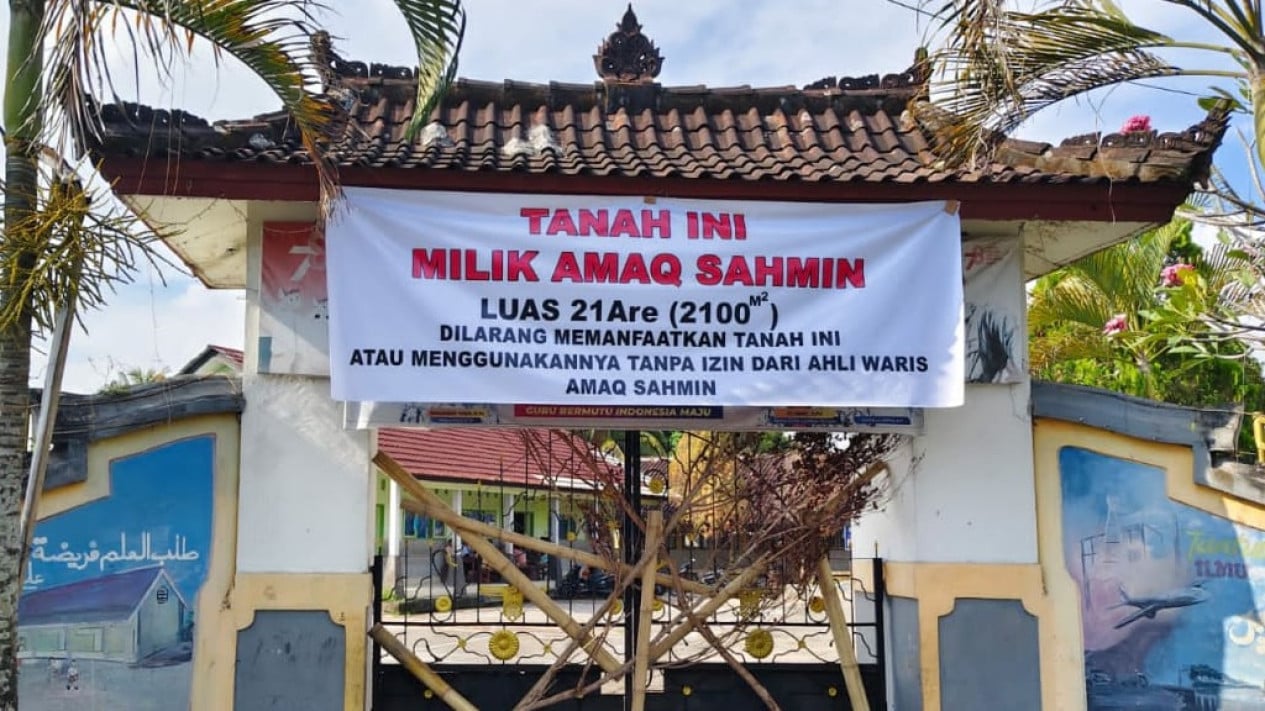 TANAH INI
MILIK AMAQ SAHMIN
LUAS 21Are (2100M²)
DILARANG MEMANFAATKAN TANAH INI
ATAU MENGGUNAKANNYA TANPA IZIN DARI AHLI WARIS
AMAQ SAHMIN
GURU BERMUTU INDONESIA MAJU
طلب العلم فريضة
ILMU